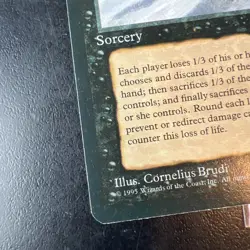 Sorcery
Each player loses 1/3 of his or h
chooses and discards 1/3 of the
hand; then sacrifices 1/3 of the
controls; and finally sacrifices
or she controls. Round each l
prevent or redirect damage c
counter this loss of life.
Illus. Cornelius Brudi
© 1995 Wizards of the Coast, Inc. All